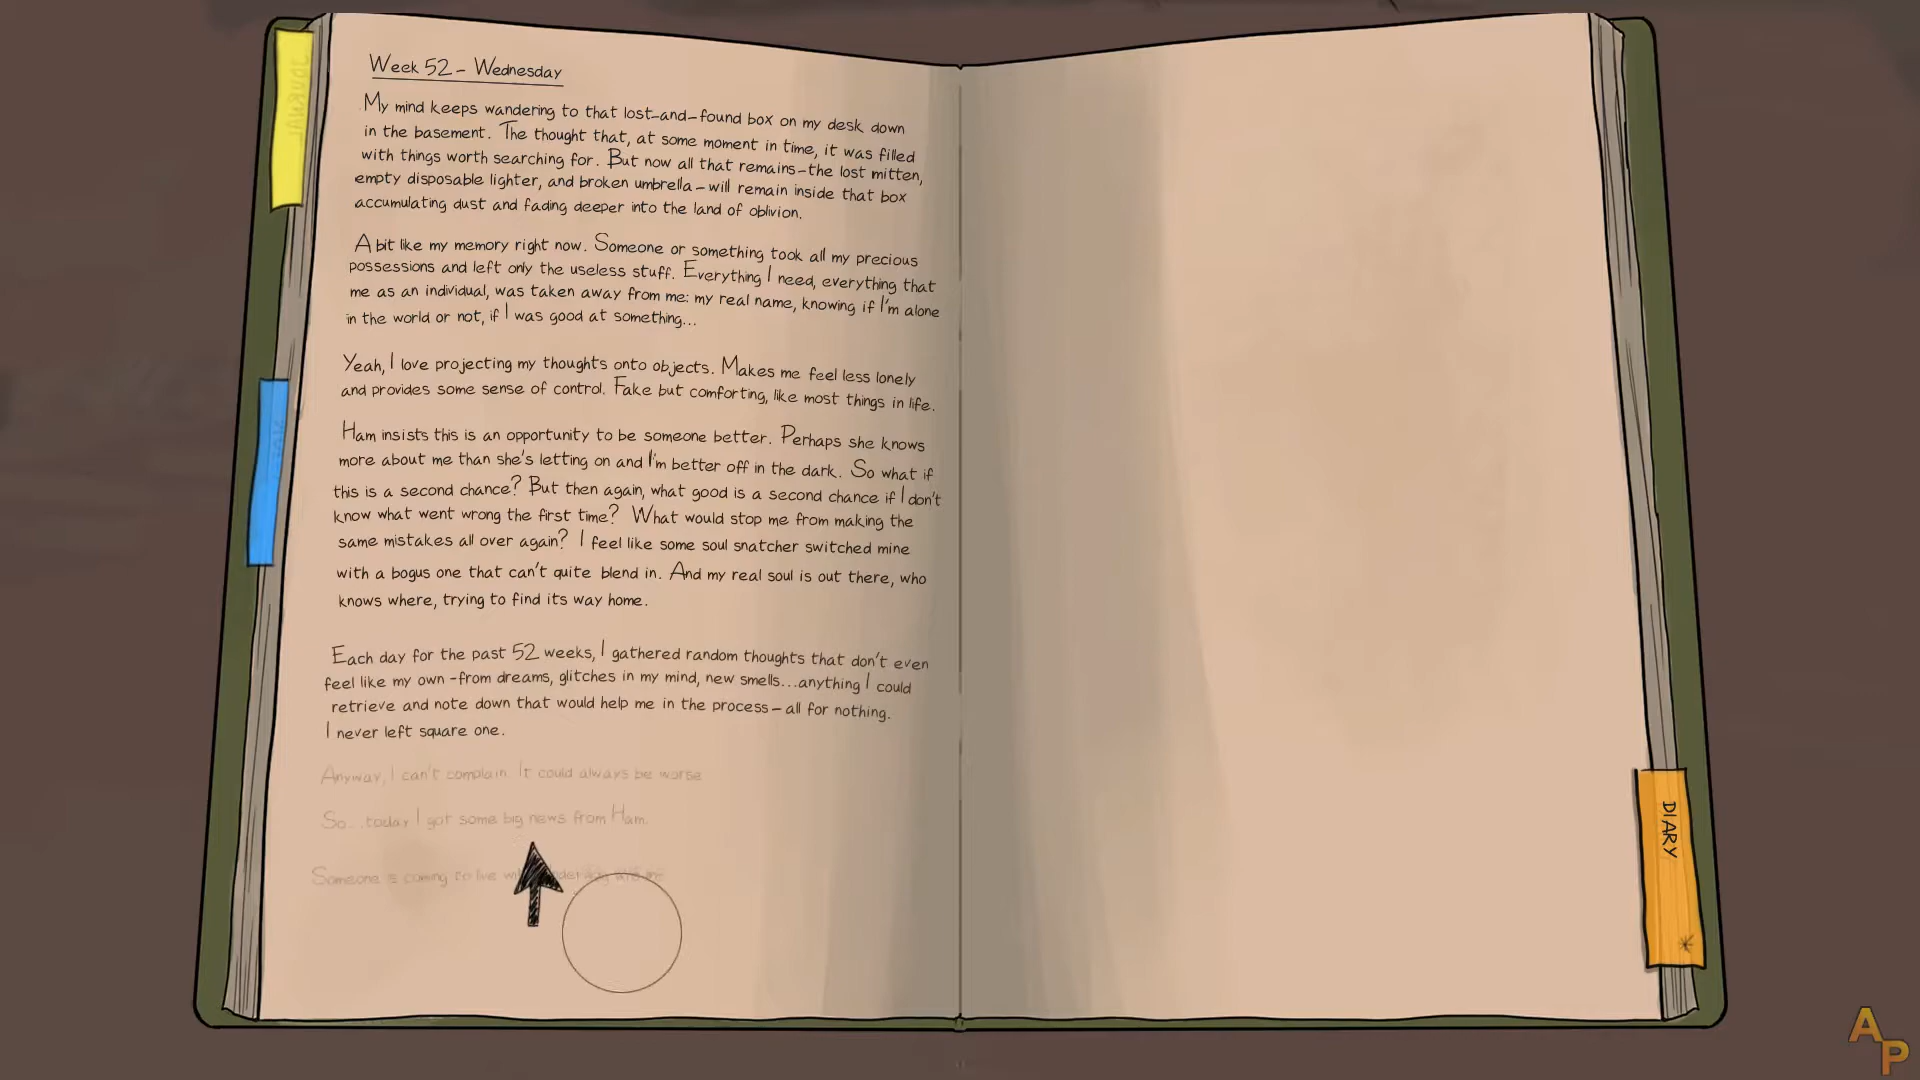 Week 52 - Wednesday
My mind keeps wandering to that lost-and-found box on my desk down
in the basement. The thought that, at some moment in time, it was filled
with things worth searching for. But now all that remains-the lost mitten,
empty disposable lighter, and broken umbrella-will remain inside that box
accumulating dust and fading deeper into the land of oblivion.
A bit like my memory right now. Someone or something took all my precious
possessions and left only the useless stuff. Everything I need, everything that
me as an individual, was taken away from me: my real name, knowing if I'm alone
in the world or not, if I was good at something...
Yeah, I love projecting my thoughts onto objects. Makes me feel less lonely
and provides some sense of control. Fake but comforting, like most things in life.
Ham insists this is an opportunity to be someone better. Perhaps she knows
more about me than she's letting on and I'm better off in the dark. So what if
this is a second chance? But then again, what good is a second chance if I don't
know what went wrong the first time? What would stop me from making the
same mistakes all over again? I feel like some soul snatcher switched mine
with a bogus one that can't quite blend in. And my real soul is out there, who
knows where, trying to find its way home.
Each day for the past 52 weeks, I gathered random thoughts that don't even
feel like my own -from dreams, glitches in my mind, new smells...anything I could
retrieve and note down that would help me in the process- all for nothing.
I never left square one.
Anyway, I can't complain. It could always be worse
So...today I got some big news from Ham.
Someone is coming to live
JOURNAL
DIARY
AP